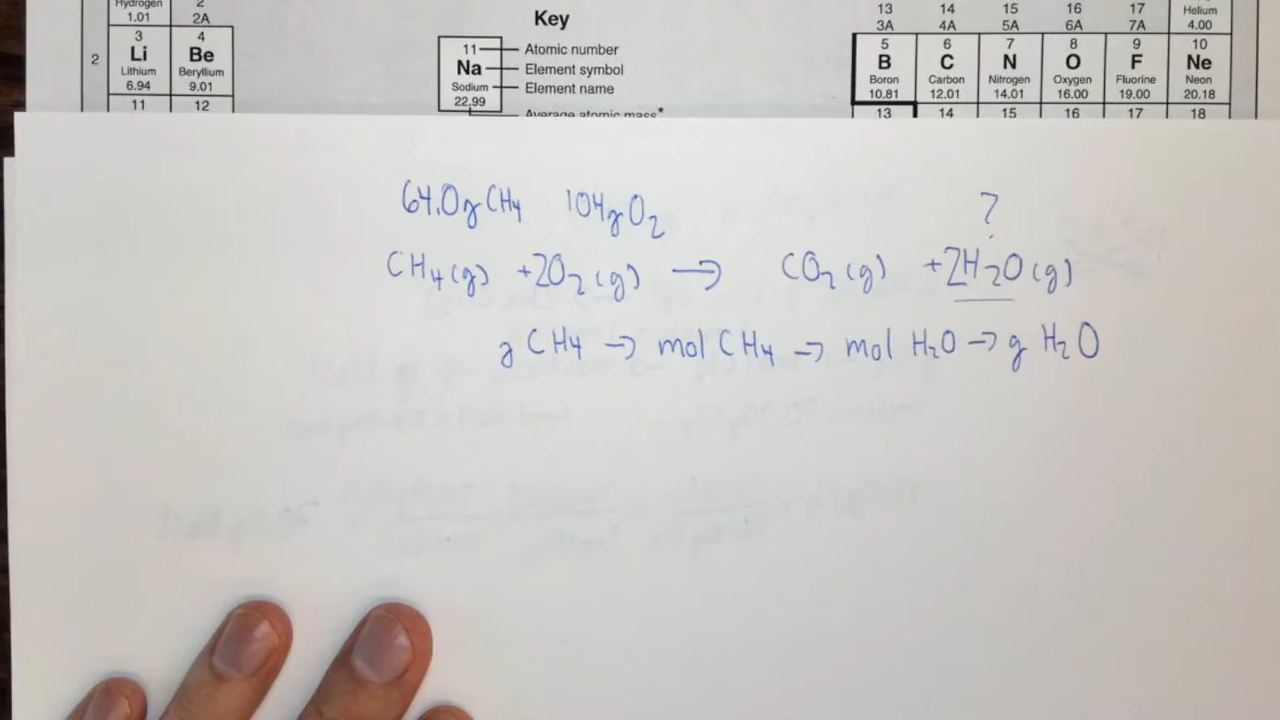 Hydrogen 2 13 14 15 16 17 Helium
1.01 2A Key 3A 4A 5A 6A 7A 4.00
3 4 11 Atomic number 5 6 7 8 9 10
2 Li Be Na Element symbol B C N O F Ne
Lithium Beryllium Sodium Element name Boron Carbon Nitrogen Oxygen Fluorine Neon
6.94 9.01 22.99 10.81 12.01 14.01 16.00 19.00 20.18
11 12 Average atomic mass* 13 14 15 16 17 18
64.0g CH4 104g O2 ?
CH4 (g) +2O2 (g) → CO2 (g) +2H2O (g)
g CH4 → mol CH4 → mol H2O → g H2O